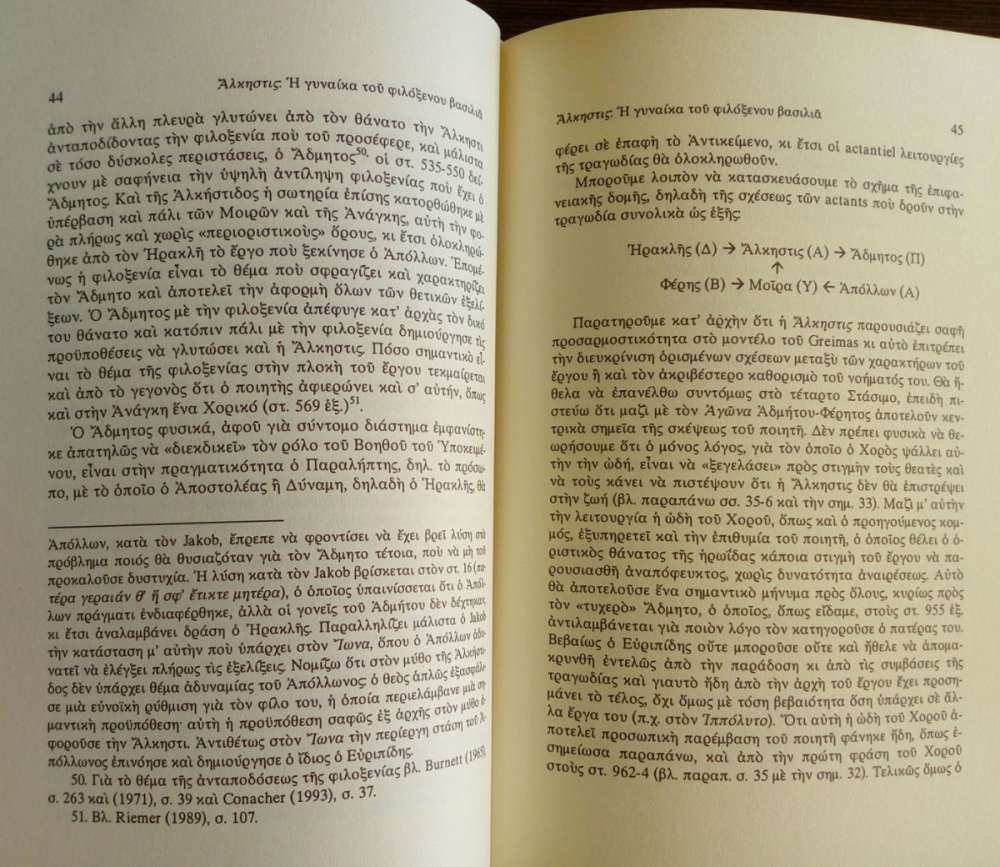 44
Ἄλκηστις: Ἡ γυναίκα τοῦ φιλόξενου βασιλιᾶ
ἀπὸ τὴν ἄλλη πλευρὰ γλυτώνει ἀπὸ τὸν θάνατο τὴν Ἄλκηστι
ἀνταποδίδοντας τὴν φιλοξενία ποὺ τοῦ προσέφερε, καὶ μάλιστα
σὲ τόσο δύσκολες περιστάσεις, ὁ Ἄδμητος⁵⁰, οἱ στ. 535-550 δεί-
χνουν μὲ σαφήνεια τὴν ὑψηλὴ ἀντίληψη φιλοξενίας ποὺ ἔχει ὁ
Ἄδμητος. Καὶ τῆς Ἀλκήστιδος ἡ σωτηρία ἐπίσης κατορθώθηκε μὲ
ὑπέρβαση καὶ πάλι τῶν Μοιρῶν καὶ τῆς Ἀνάγκης, αὐτὴ τὴν φο-
ρὰ πλήρως καὶ χωρὶς «περιοριστικοὺς» ὅρους, κι ἔτσι ὁλοκληρώ-
θηκε ἀπὸ τὸν Ἡρακλῆ τὸ ἔργο ποὺ ξεκίνησε ὁ Ἀπόλλων. Ἑπομέ-
νως ἡ φιλοξενία εἶναι τὸ θέμα ποὺ σφραγίζει καὶ χαρακτηρίζει
τὸν Ἄδμητο καὶ ἀποτελεῖ τὴν ἀφορμὴ ὅλων τῶν θετικῶν ἐξελί-
ξεων. Ὁ Ἄδμητος μὲ τὴν φιλοξενία ἀπέφυγε κατ’ ἀρχὰς τὸν δικό
του θάνατο καὶ κατόπιν πάλι μὲ τὴν φιλοξενία δημιούργησε τὶς
προϋποθέσεις νὰ γλυτώσει καὶ ἡ Ἄλκηστις. Πόσο σημαντικὸ εἶ-
ναι τὸ θέμα τῆς φιλοξενίας στὴν πλοκὴ τοῦ ἔργου τεκμαίρεται
καὶ ἀπὸ τὸ γεγονὸς ὅτι ὁ ποιητὴς ἀφιερώνει καὶ σ’ αὐτήν, ὅπως
καὶ στὴν Ἀνάγκη ἕνα Χορικό (στ. 569 ἑξ.)⁵¹.
Ὁ Ἄδμητος φυσικά, ἀφοῦ γιὰ σύντομο διάστημα ἐμφανίστη-
κε ἀπατηλῶς νὰ «διεκδικεῖ» τὸν ρόλο τοῦ Βοηθοῦ τοῦ Ὑποκειμέ-
νου, εἶναι στὴν πραγματικότητα ὁ Παραλήπτης, δηλ. τὸ πρόσω-
πο, μὲ τὸ ὁποῖο ὁ Ἀποστολέας ἢ Δύναμη, δηλαδὴ ὁ Ἡρακλῆς, θὰ
Ἀπόλλων, κατὰ τὸν Jakob, ἔπρεπε νὰ φροντίσει νὰ ἔχει βρεῖ λύση στὸ
πρόβλημα ποιός θὰ θυσιαζόταν γιὰ τὸν Ἄδμητο τέτοια, ποὺ νὰ μὴ τοῦ
προκαλοῦσε δυστυχία. Ἡ λύση κατὰ τὸν Jakob βρίσκεται στὸν στ. 16 (πα-
τέρα γεραιάν θ’ ἥ σφ’ ἔτικτε μητέρα), ὁ ὁποῖος ὑπαινίσσεται ὅτι ὁ Ἀπόλ-
λων πράγματι ἐνδιαφέρθηκε, ἀλλὰ οἱ γονεῖς τοῦ Ἀδμήτου δὲν δέχτηκαν,
κι ἔτσι ἀναλαμβάνει δράση ὁ Ἡρακλῆς. Παραλληλίζει μάλιστα ὁ Jakob
τὴν κατάσταση μ’ αὐτὴν ποὺ ὑπάρχει στὸν Ἴωνα, ὅπου ὁ Ἀπόλλων ἀδυ-
νατεῖ νὰ ἐλέγξει πλήρως τὶς ἐξελίξεις. Νομίζω ὅτι στὸν μύθο τῆς Ἀλκήστι-
δος δὲν ὑπάρχει θέμα ἀδυναμίας τοῦ Ἀπόλλωνος· ὁ θεὸς ἁπλῶς ἐξασφάλι-
σε μιὰ εὐνοϊκὴ ρύθμιση γιὰ τὸν φίλο του, ἡ ὁποία περιελάμβανε μιὰ ση-
μαντικὴ προϋπόθεση· αὐτὴ ἡ προϋπόθεση σαφῶς ἐξ ἀρχῆς στὸν μύθο ἀ-
φοροῦσε τὴν Ἄλκηστι. Ἀντιθέτως στὸν Ἴωνα τὴν περίεργη στάση τοῦ Ἀ-
πόλλωνος ἐπινόησε καὶ δημιούργησε ὁ ἴδιος ὁ Εὐριπίδης.
50. Γιὰ τὸ θέμα τῆς ἀνταποδόσεως τῆς φιλοξενίας βλ. Burnett (1965),
σ. 263 καὶ (1971), σ. 39 καὶ Conacher (1993), σ. 37.
51. Βλ. Riemer (1989), σ. 107.
Ἄλκηστις: Ἡ γυναίκα τοῦ φιλόξενου βασιλιᾶ
45
φέρει σὲ ἐπαφὴ τὸ Ἀντικείμενο, κι ἔτσι οἱ actantiel λειτουργίες
τῆς τραγωδίας θὰ ὁλοκληρωθοῦν.
Μποροῦμε λοιπὸν νὰ κατασκευάσουμε τὸ σχῆμα τῆς ἐπιφα-
νειακῆς δομῆς, δηλαδὴ τῆς σχέσεως τῶν actants ποὺ δροῦν στὴν
τραγωδία συνολικὰ ὡς ἑξῆς:
Ἡρακλῆς (Δ) → Ἄλκηστις (Α) → Ἄδμητος (Π)
↑
Φέρης (Β) → Μοῖρα (Υ) ← Ἀπόλλων (Α)
Παρατηροῦμε κατ’ ἀρχὴν ὅτι ἡ Ἄλκηστις παρουσιάζει σαφῆ
προσαρμοστικότητα στὸ μοντέλο τοῦ Greimas κι αὐτὸ ἐπιτρέπει
τὴν διευκρίνιση ὁρισμένων σχέσεων μεταξὺ τῶν χαρακτήρων τοῦ
ἔργου ἢ καὶ τὸν ἀκριβέστερο καθορισμὸ τοῦ νοήματός του. Θὰ ἤ-
θελα νὰ ἐπανέλθω συντόμως στὸ τέταρτο Στάσιμο, ἐπειδὴ πι-
στεύω ὅτι μαζὶ μὲ τὸν Ἀγῶνα Ἀδμήτου-Φέρητος ἀποτελοῦν κεν-
τρικὰ σημεῖα τῆς σκέψεως τοῦ ποιητῆ. Δὲν πρέπει φυσικὰ νὰ θε-
ωρήσουμε ὅτι ὁ μόνος λόγος, γιὰ τὸν ὁποῖο ὁ Χορὸς ψάλλει αὐ-
τὴν τὴν ὠδή, εἶναι νὰ «ξεγελάσει» πρὸς στιγμὴν τοὺς θεατὲς καὶ
νὰ τοὺς κάνει νὰ πιστέψουν ὅτι ἡ Ἄλκηστις δὲν θὰ ἐπιστρέψει
στὴν ζωή (βλ. παραπάνω σσ. 35-6 καὶ τὴν σημ. 33). Μαζὶ μ’ αὐτὴν
τὴν λειτουργία ἡ ὠδὴ τοῦ Χοροῦ, ὅπως καὶ ὁ προηγούμενος κομ-
μός, ἐξυπηρετεῖ καὶ τὴν ἐπιθυμία τοῦ ποιητῆ, ὁ ὁποῖος θέλει ὁ ὁ-
ριστικὸς θάνατος τῆς ἡρωίδας κάποια στιγμὴ τοῦ ἔργου νὰ πα-
ρουσιασθῆ ἀναπόφευκτος, χωρὶς δυνατότητα ἀναιρέσεως. Αὐτὸ
θὰ ἀποτελοῦσε ἕνα σημαντικὸ μήνυμα πρὸς ὅλους, κυρίως πρὸς
τὸν «τυχερὸ» Ἄδμητο, ὁ ὁποῖος, ὅπως εἴδαμε, στοὺς στ. 955 ἑξ.
ἀντιλαμβάνεται γιὰ ποιὸν λόγο τὸν κατηγοροῦσε ὁ πατέρας του.
Βεβαίως ὁ Εὐριπίδης οὔτε μποροῦσε οὔτε καὶ ἤθελε νὰ ἀπομα-
κρυνθῆ ἐντελῶς ἀπὸ τὴν παράδοση κι ἀπὸ τὶς συμβάσεις τῆς
τραγωδίας καὶ γιαυτὸ ἤδη ἀπὸ τὴν ἀρχὴ τοῦ ἔργου ἔχει προση-
μάνει τὸ τέλος, ὄχι ὅμως μὲ τόση βεβαιότητα ὅση ὑπάρχει σὲ ἄλ-
λα ἔργα του (π.χ. στὸν Ἱππόλυτο). Ὅτι αὐτὴ ἡ ὠδὴ τοῦ Χοροῦ ἀ-
ποτελεῖ προσωπικὴ παρέμβαση τοῦ ποιητῆ φάνηκε ἤδη, ὅπως ἐ-
σημείωσα παραπάνω, καὶ ἀπὸ τὴν πρώτη φράση τοῦ Χοροῦ
στοὺς στ. 962-4 (βλ. παραπ. σ. 35 μὲ τὴν σημ. 32). Τελικῶς ὅμως ὁ